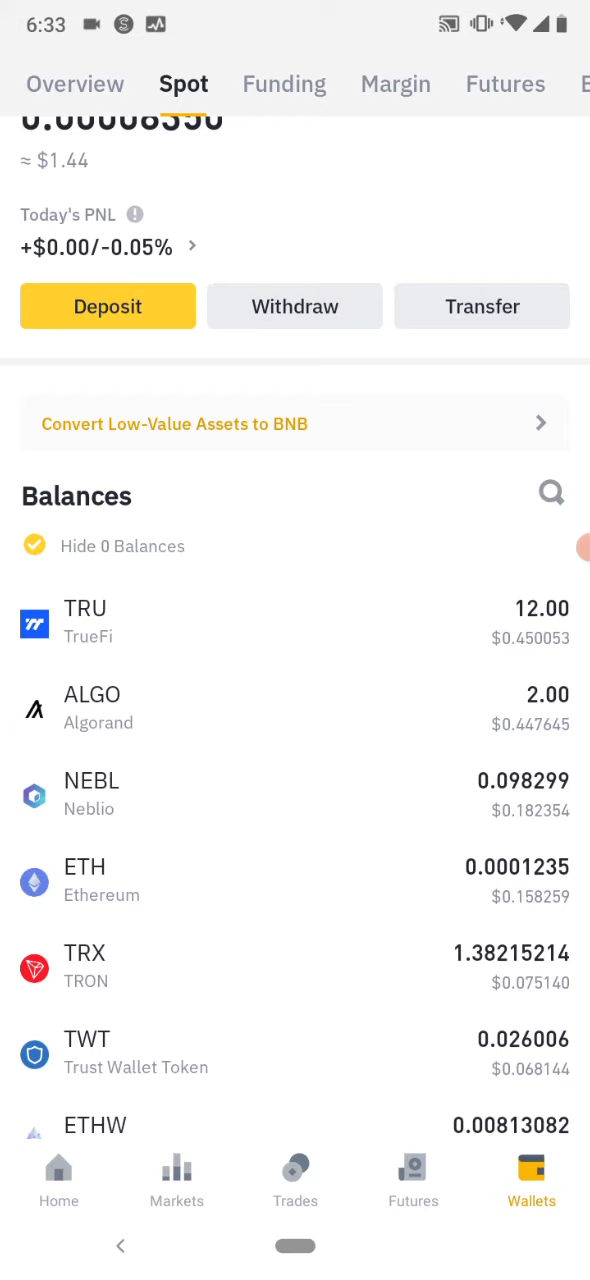 6:33
Overview Spot Funding Margin Futures E
0.00008350
≈ $1.44
Today's PNL
+$0.00/-0.05%
Deposit Withdraw Transfer
Convert Low-Value Assets to BNB
Balances
Hide 0 Balances
TRU 12.00
TrueFi $0.450053
ALGO 2.00
Algorand $0.447645
NEBL 0.098299
Neblio $0.182354
ETH 0.0001235
Ethereum $0.158259
TRX 1.38215214
TRON $0.075140
TWT 0.026006
Trust Wallet Token $0.068144
ETHW 0.00813082
Home Markets Trades Futures Wallets